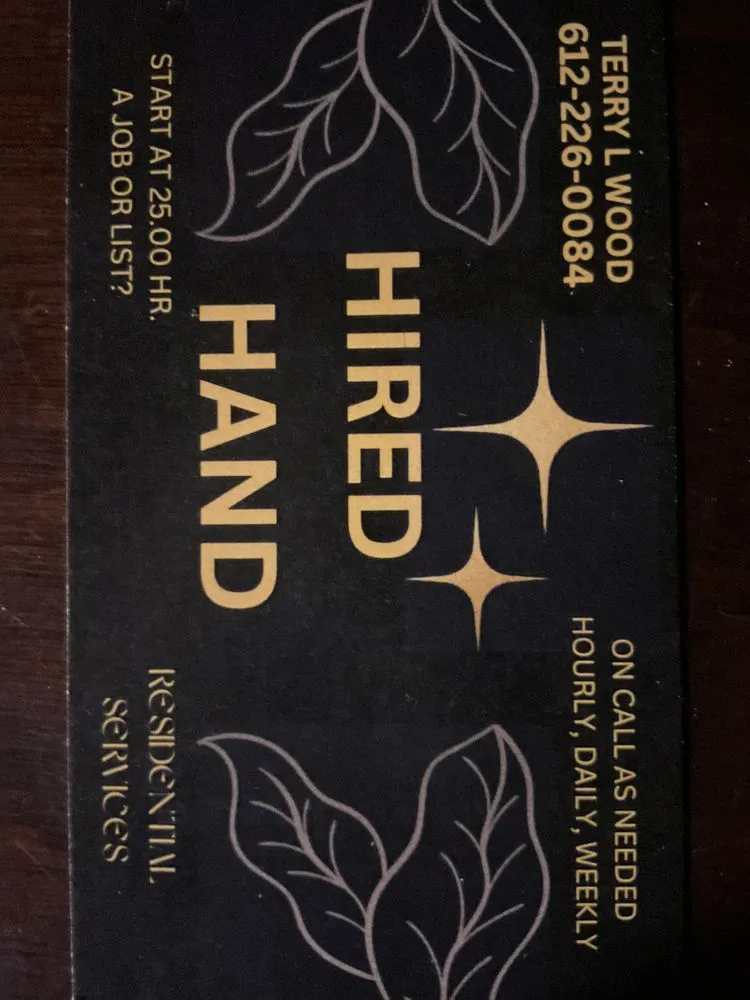 TERRY L WOOD
612-226-0084
ON CALL AS NEEDED
HOURLY, DAILY, WEEKLY
HIRED
HAND
START AT 25.00 HR.
A JOB OR LIST?
RESIDENTIAL
SERVICES